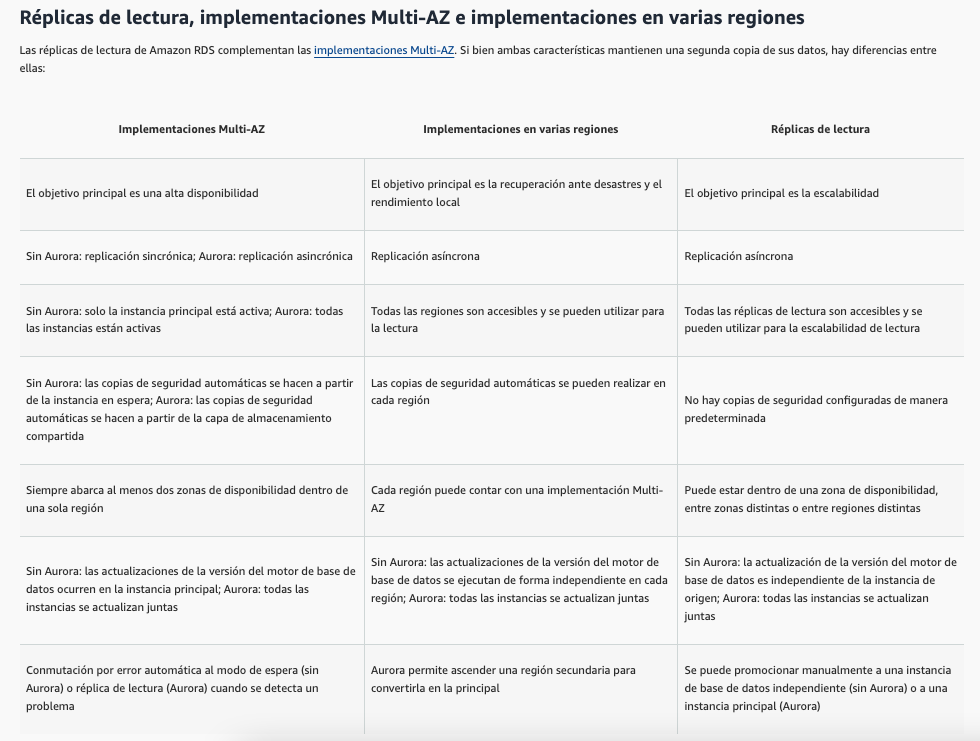 Réplicas de lectura, implementaciones Multi-AZ e implementaciones en varias regiones
Las réplicas de lectura de Amazon RDS complementan las implementaciones Multi-AZ. Si bien ambas características mantienen una segunda copia de sus datos, hay diferencias entre
ellas:
Implementaciones Multi-AZ
Implementaciones en varias regiones
Réplicas de lectura
El objetivo principal es una alta disponibilidad
El objetivo principal es la recuperación ante desastres y el
rendimiento local
El objetivo principal es la escalabilidad
Sin Aurora: replicación sincrónica; Aurora: replicación asincrónica
Replicación asíncrona
Replicación asíncrona
Sin Aurora: solo la instancia principal está activa; Aurora: todas
las instancias están activas
Todas las regiones son accesibles y se pueden utilizar para
la lectura
Todas las réplicas de lectura son accesibles y se
pueden utilizar para la escalabilidad de lectura
Sin Aurora: las copias de seguridad automáticas se hacen a partir
de la instancia en espera; Aurora: las copias de seguridad
automáticas se hacen a partir de la capa de almacenamiento
compartida
Las copias de seguridad automáticas se pueden realizar en
cada región
No hay copias de seguridad configuradas de manera
predeterminada
Siempre abarca al menos dos zonas de disponibilidad dentro de
una sola región
Cada región puede contar con una implementación Multi-
AZ
Puede estar dentro de una zona de disponibilidad,
entre zonas distintas o entre regiones distintas
Sin Aurora: las actualizaciones de la versión del motor de base de
datos ocurren en la instancia principal; Aurora: todas las
instancias se actualizan juntas
Sin Aurora: las actualizaciones de la versión del motor de
base de datos se ejecutan de forma independiente en cada
región; Aurora: todas las instancias se actualizan juntas
Sin Aurora: la actualización de la versión del motor de
base de datos es independiente de la instancia de
origen; Aurora: todas las instancias se actualizan
juntas
Conmutación por error automática al modo de espera (sin
Aurora) o réplica de lectura (Aurora) cuando se detecta un
problema
Aurora permite ascender una región secundaria para
convertirla en la principal
Se puede promocionar manualmente a una instancia
de base de datos independiente (sin Aurora) o a una
instancia principal (Aurora)